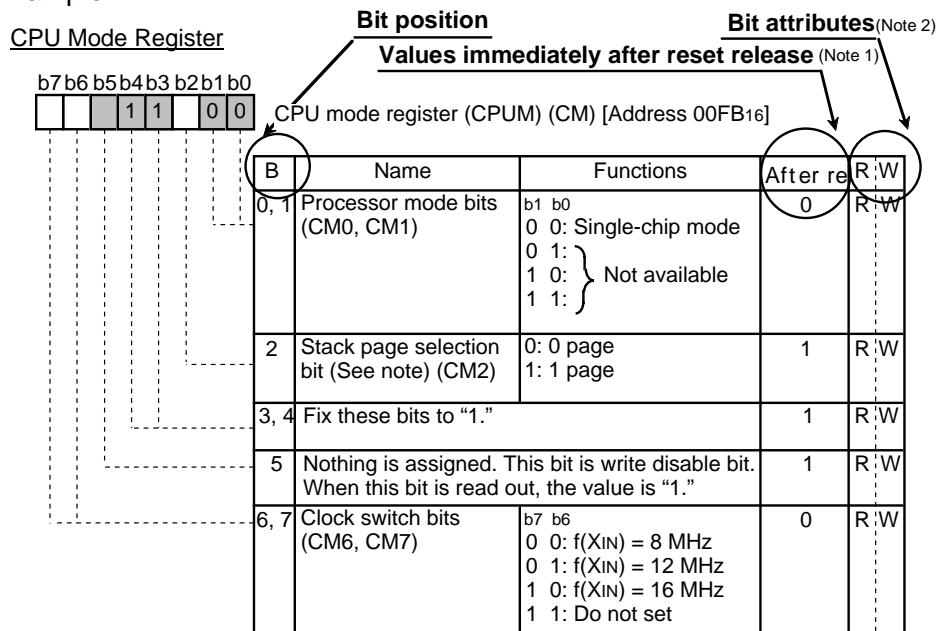 Bit position
Bit attributes(Note 2)
CPU Mode Register
Values immediately after reset release (Note 1)
b7 b6 b5 b4 b3 b2 b1 b0
1 1 0 0
CPU mode register (CPUM) (CM) [Address 00FB16]
B Name Functions After re R W
0, 1 Processor mode bits (CM0, CM1) b1 b0 0 R W
0 0: Single-chip mode
0 1:
1 0: Not available
1 1:
2 Stack page selection 0: 0 page 1 R W
bit (See note) (CM2) 1: 1 page
3, 4 Fix these bits to “1.” 1 R W
5 Nothing is assigned. This bit is write disable bit. 1 R W
When this bit is read out, the value is “1.”
6, 7 Clock switch bits b7 b6 0 R W
(CM6, CM7) 0 0: f(XIN) = 8 MHz
0 1: f(XIN) = 12 MHz
1 0: f(XIN) = 16 MHz
1 1: Do not set